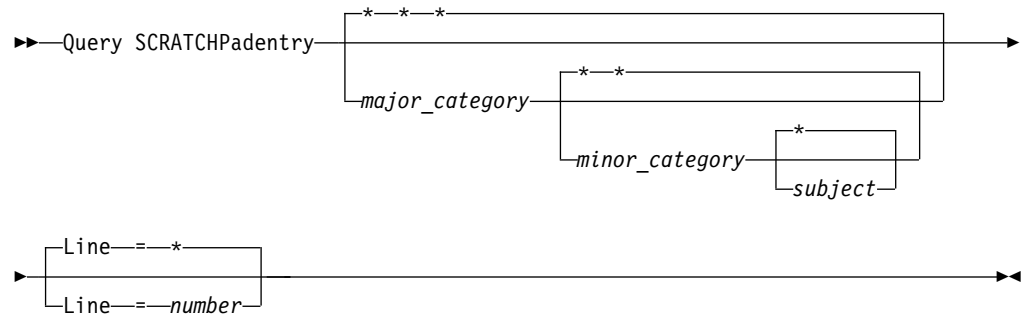 * * *
Query SCRATCHPadentry
* *
major_category
*
minor_category
subject
Line = *
Line = number